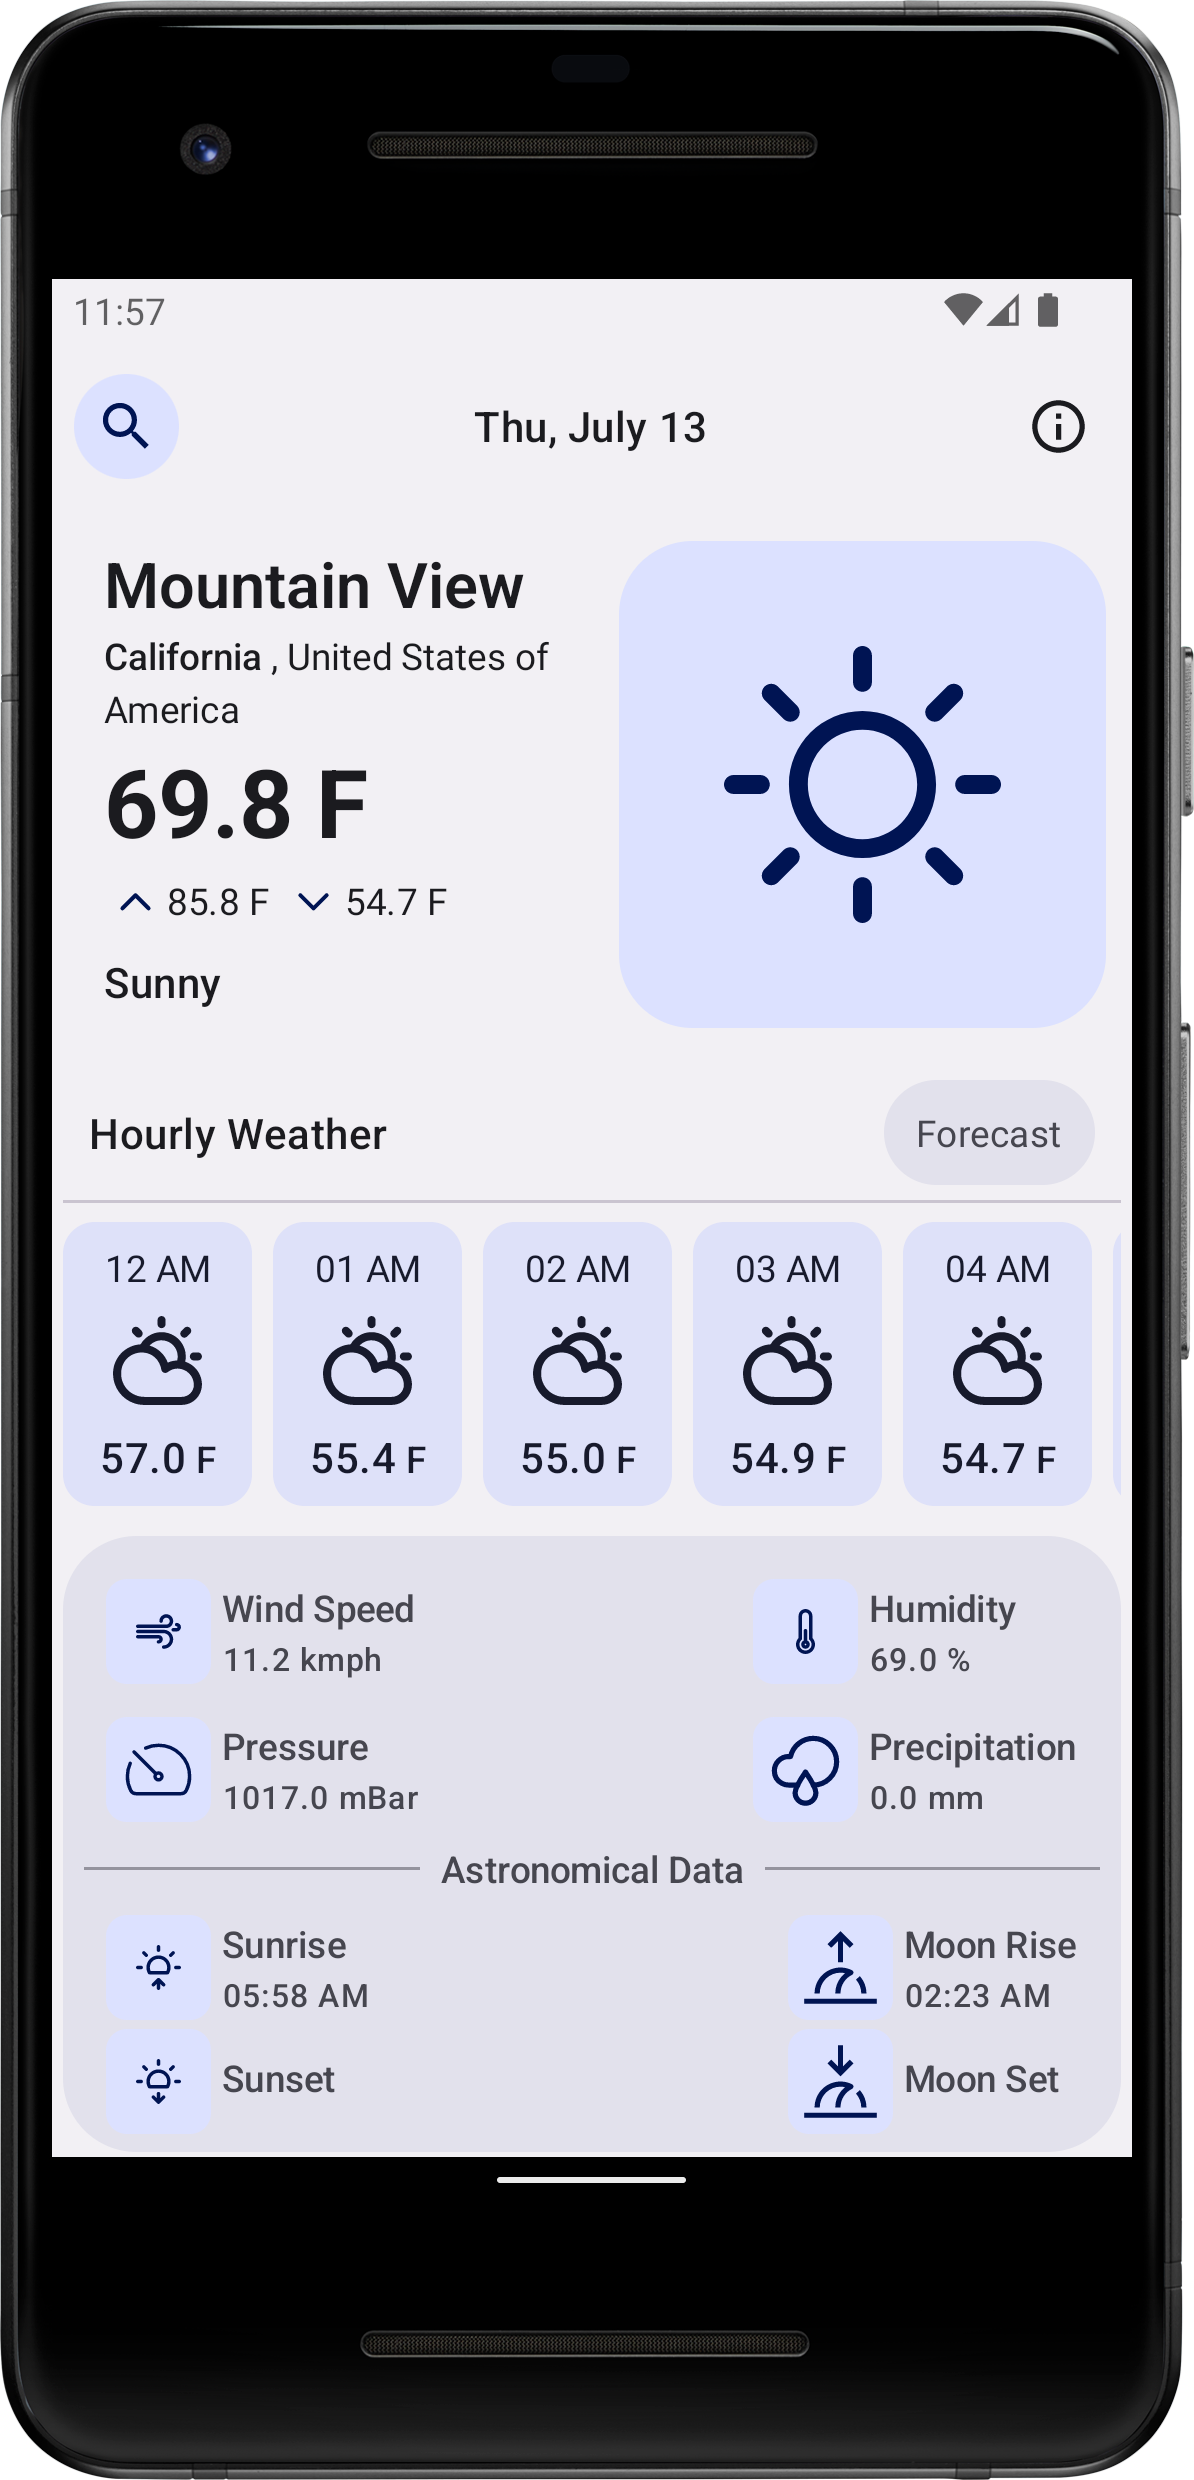 11:57
Thu, July 13
Mountain View
California , United States of
America
69.8 F
85.8 F 54.7 F
Sunny
Hourly Weather
Forecast
12 AM 01 AM 02 AM 03 AM 04 AM
57.0 F 55.4 F 55.0 F 54.9 F 54.7 F
Wind Speed
11.2 kmph
Humidity
69.0 %
Pressure
1017.0 mBar
Precipitation
0.0 mm
Astronomical Data
Sunrise
05:58 AM
Moon Rise
02:23 AM
Sunset
Moon Set